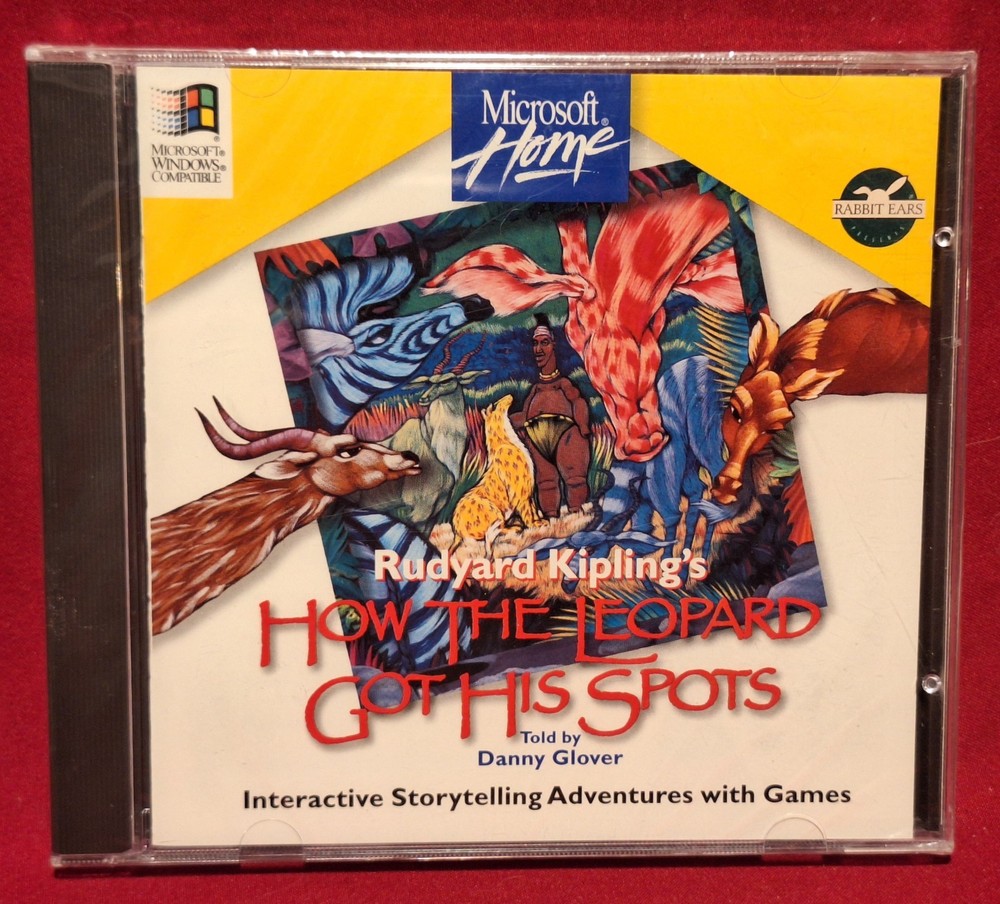 Microsoft®
Home
MICROSOFT®
WINDOWS®
COMPATIBLE
RABBIT EARS
PRESENTS
Rudyard Kipling's
HOW THE LEOPARD
GOT HIS SPOTS
Told by
Danny Glover
Interactive Storytelling Adventures with Games